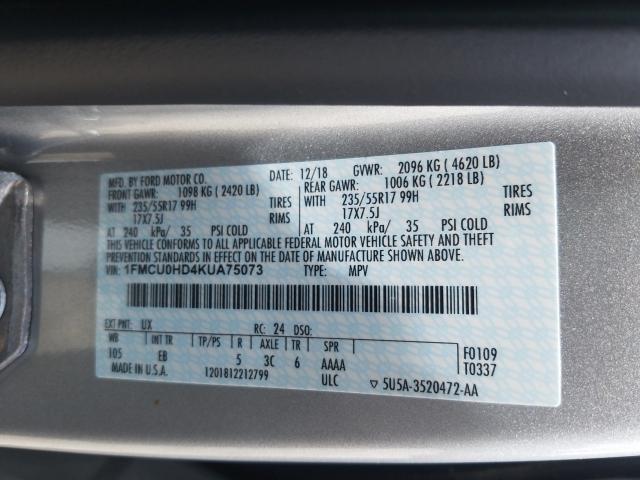 MFD. BY FORD MOTOR CO. DATE: 12/18 GVWR: 2096 KG ( 4620 LB)
FRONT GAWR: 1098 KG ( 2420 LB) REAR GAWR: 1006 KG ( 2218 LB)
WITH 235/55R17 99H TIRES WITH 235/55R17 99H TIRES
17X7.5J RIMS 17X7.5J RIMS
AT 240 kPa/ 35 PSI COLD AT 240 kPa/ 35 PSI COLD
THIS VEHICLE CONFORMS TO ALL APPLICABLE FEDERAL MOTOR VEHICLE SAFETY AND THEFT
PREVENTION STANDARDS IN EFFECT ON THE DATE OF MANUFACTURE SHOWN ABOVE.
VIN: 1FMCU0HD4KUA75073 TYPE: MPV
EXT PNT: UX RC: 24 DSO:
WB INT TR TP/PS R AXLE TR SPR F0109
105 EB 5 3C 6 AAAA T0337
MADE IN U.S.A. 1201812212799 ULC ▽ 5U5A-3520472-AA